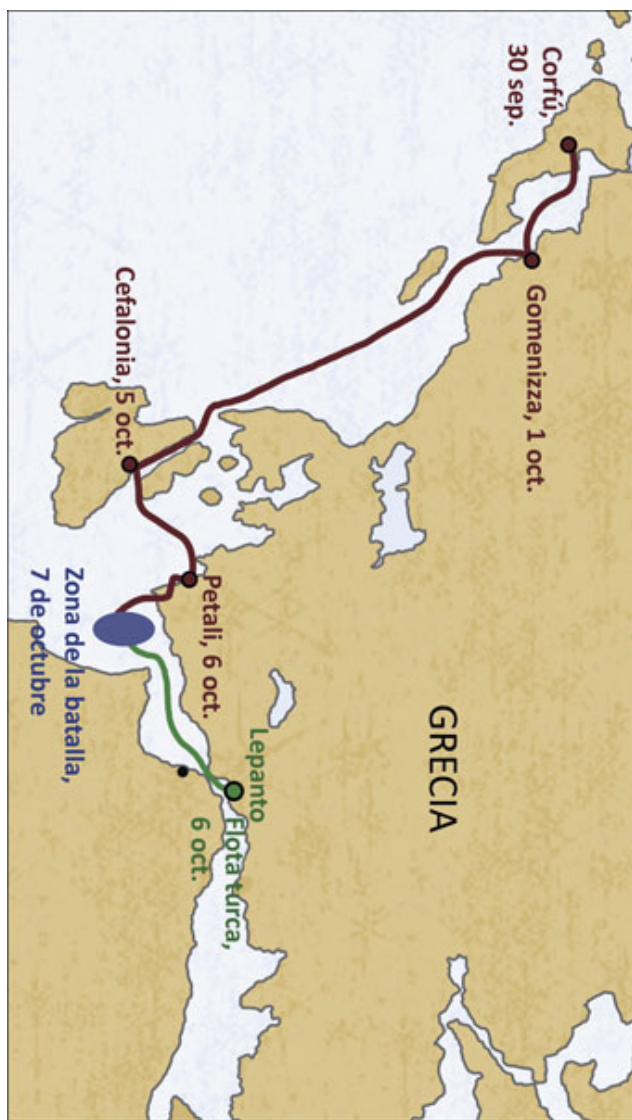 Corfú,
30 sep.
Gomenizza, 1 oct.
Cefalonia, 5 oct.
Petali, 6 oct.
Zona de la batalla,
7 de octubre
Lepanto
Flota turca,
6 oct.
GRECIA